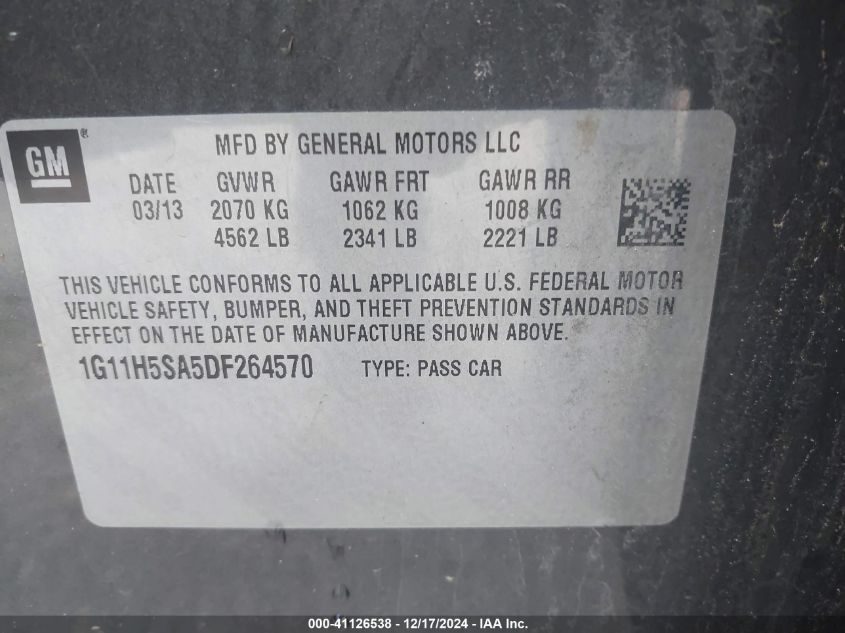 GM ®
MFD BY GENERAL MOTORS LLC
DATE GVWR GAWR FRT GAWR RR
03/13 2070 KG 1062 KG 1008 KG
4562 LB 2341 LB 2221 LB
THIS VEHICLE CONFORMS TO ALL APPLICABLE U.S. FEDERAL MOTOR
VEHICLE SAFETY, BUMPER, AND THEFT PREVENTION STANDARDS IN
EFFECT ON THE DATE OF MANUFACTURE SHOWN ABOVE.
1G11H5SA5DF264570 TYPE: PASS CAR
000-41126538 - 12/17/2024 - IAA Inc.